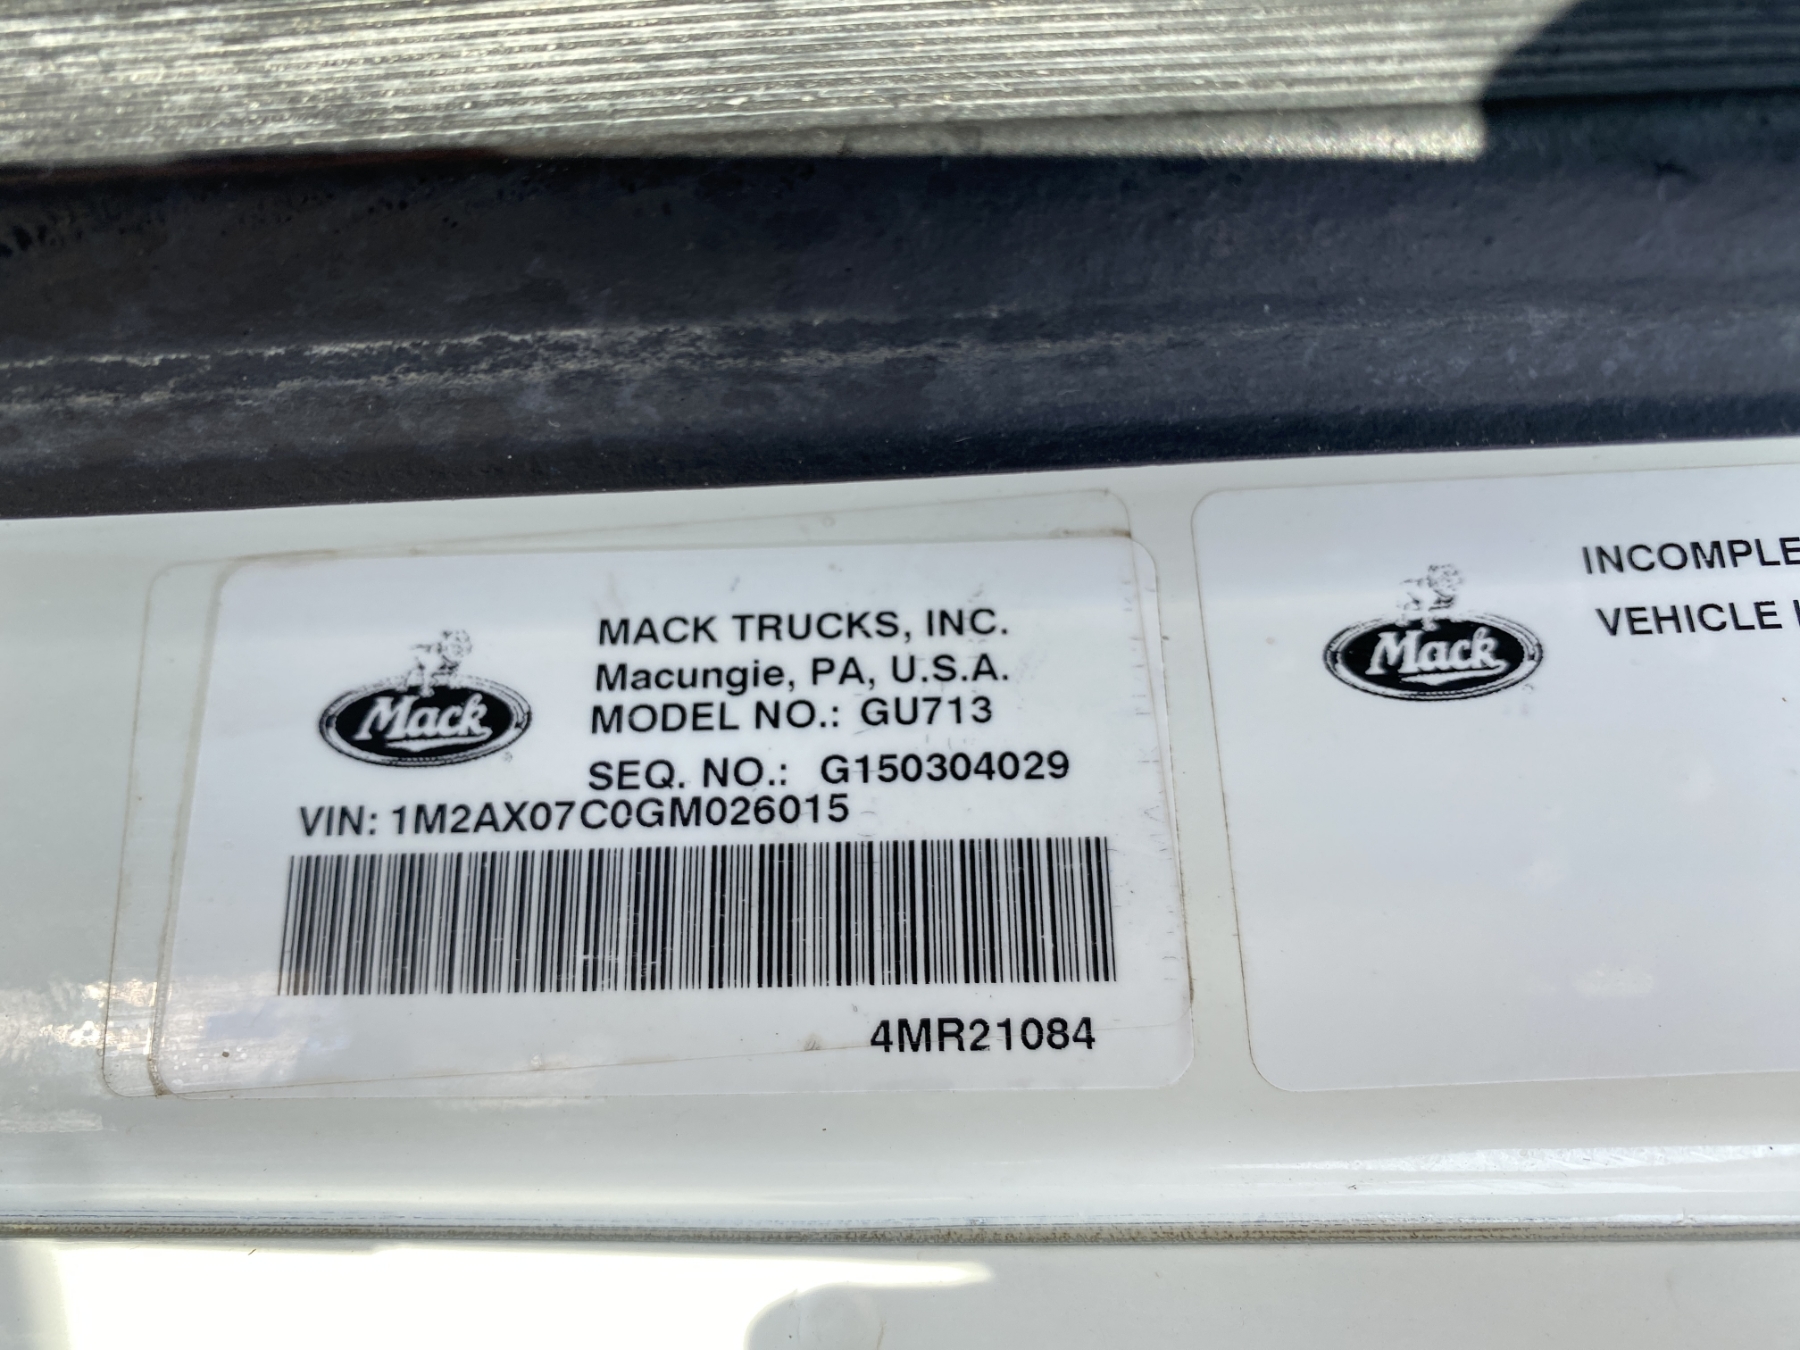 MACK TRUCKS, INC.
Macungie, PA, U.S.A.
MODEL NO.: GU713
SEQ. NO.: G150304029
VIN: 1M2AX07C0GM026015
4MR21084
Mack
INCOMPLE
VEHICLE
Mack